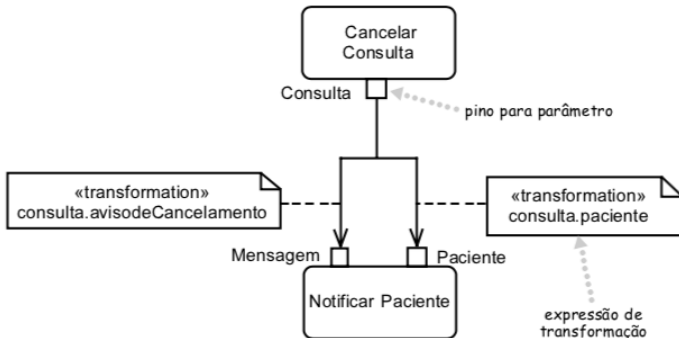 Cancelar
Consulta
Consulta
pino para parâmetro
«transformation»
consulta.avisodeCancelamento
«transformation»
consulta.paciente
Mensagem
Paciente
Notificar Paciente
expressão de
transformação